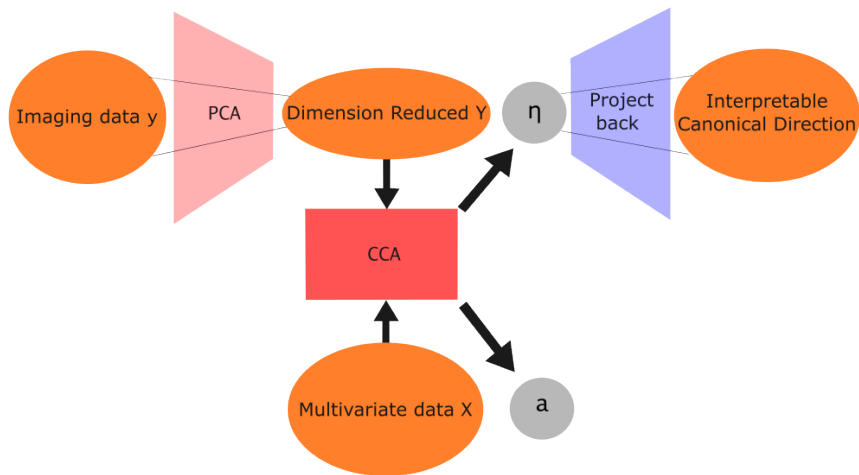 Imaging data y
PCA
Dimension Reduced Y
η
Project
back
Interpretable
Canonical Direction
CCA
Multivariate data X
a